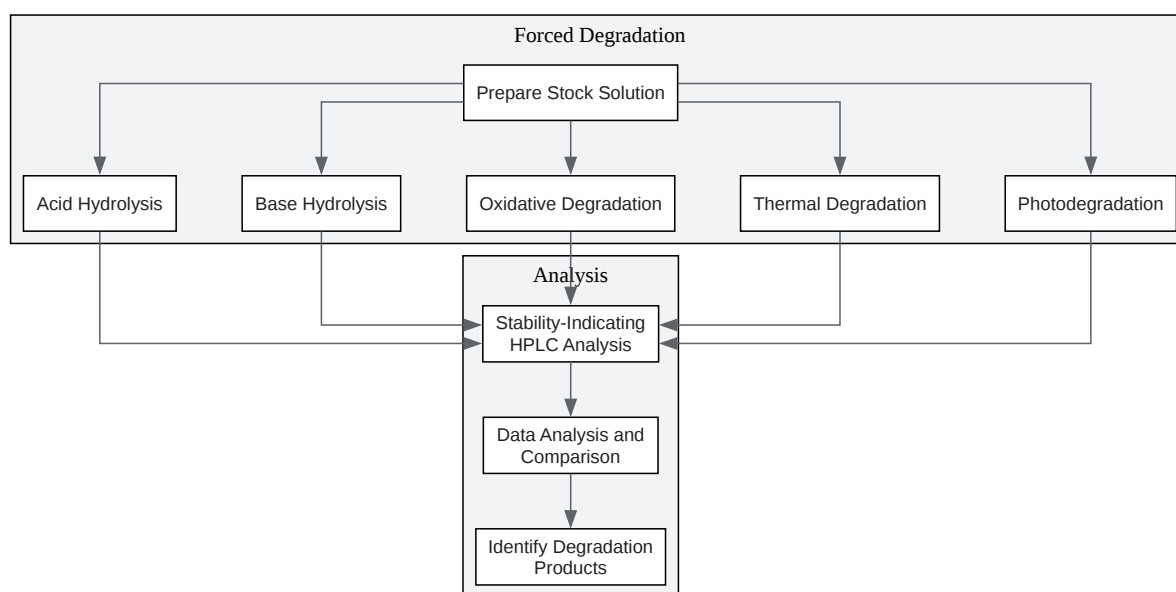 Forced Degradation
Prepare Stock Solution
Acid Hydrolysis
Base Hydrolysis
Oxidative Degradation
Thermal Degradation
Photodegradation
Analysis
Stability-Indicating
HPLC Analysis
Data Analysis and
Comparison
Identify Degradation
Products